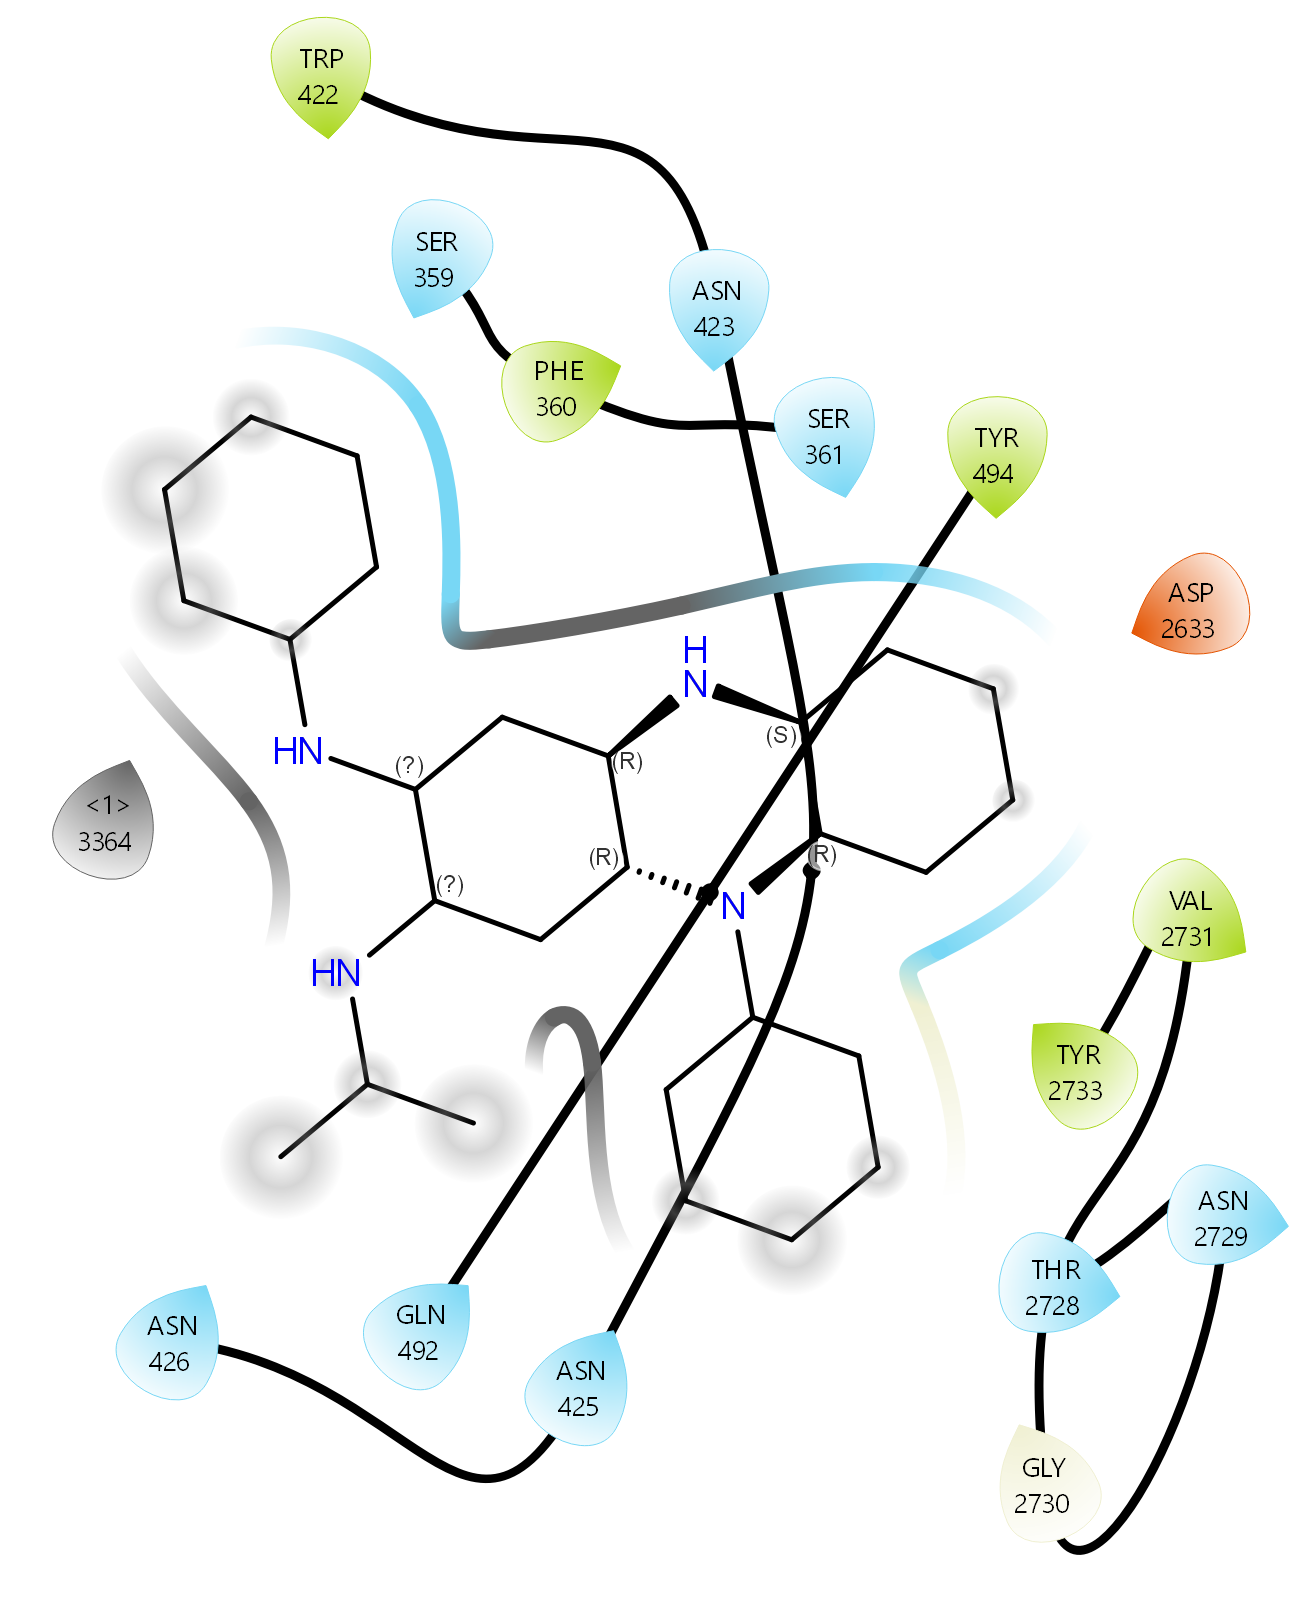 TRP
422
SER
359
ASN
423
PHE
360
SER
361
TYR
494
ASP
2633
H
N
(S)
HN
(?)
(R)
<1>
3364
(R)
(R)
(?)
N
HN
VAL
2731
TYR
2733
ASN
2729
THR
2728
ASN
426
GLN
492
ASN
425
GLY
2730